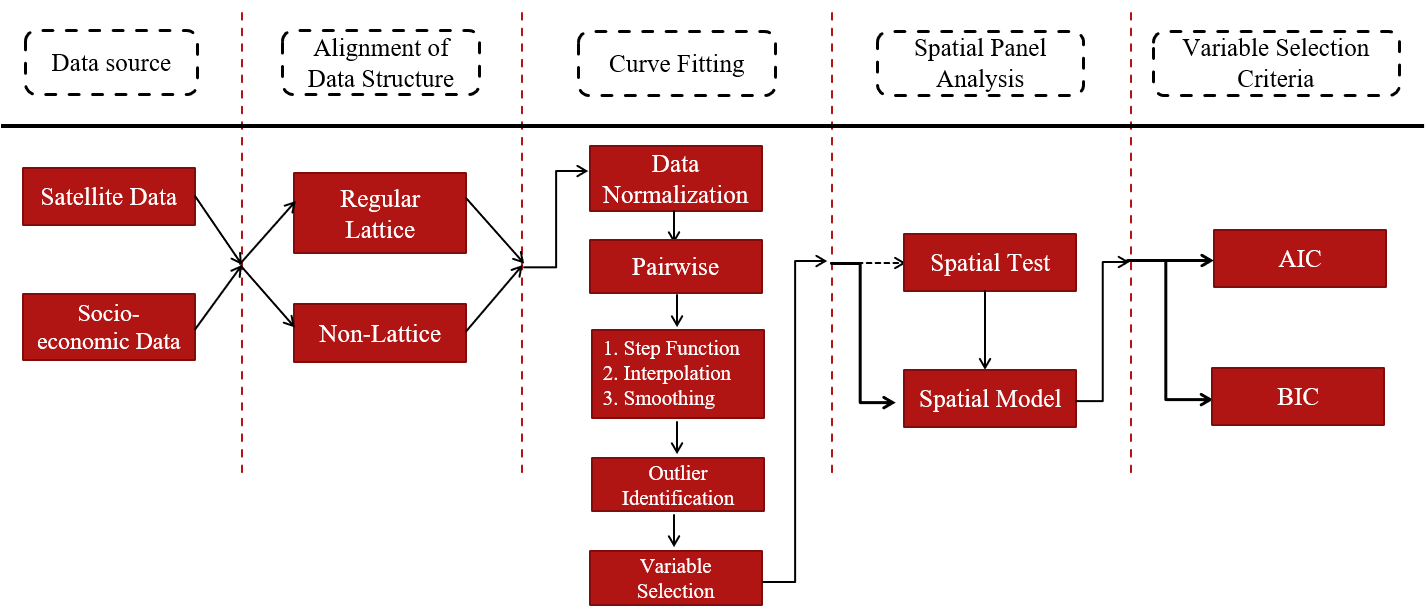 Data source
Alignment of
Data Structure
Curve Fitting
Spatial Panel
Analysis
Variable Selection
Criteria
Satellite Data
Socio-
economic Data
Regular
Lattice
Non-Lattice
Data
Normalization
Pairwise
1. Step Function
2. Interpolation
3. Smoothing
Outlier
Identification
Variable
Selection
Spatial Test
Spatial Model
AIC
BIC